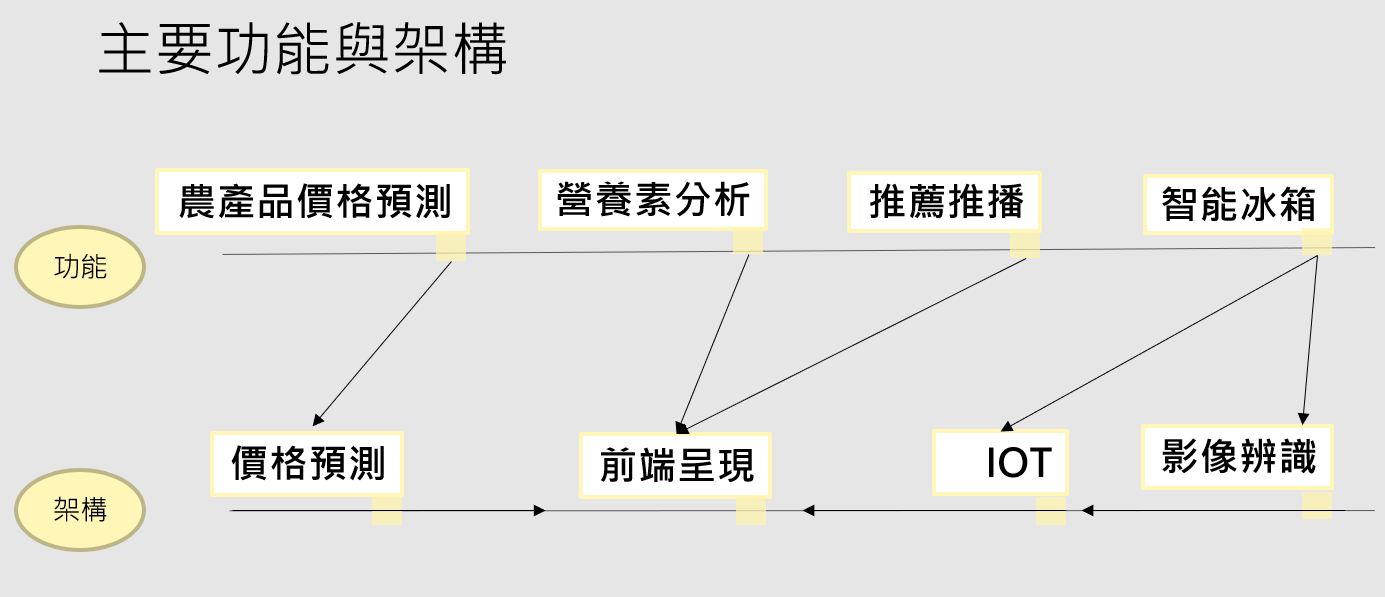 主要功能與架構
農產品價格預測
營養素分析
推薦推播
智能冰箱
功能
價格預測
前端呈現
IOT
影像辨識
架構